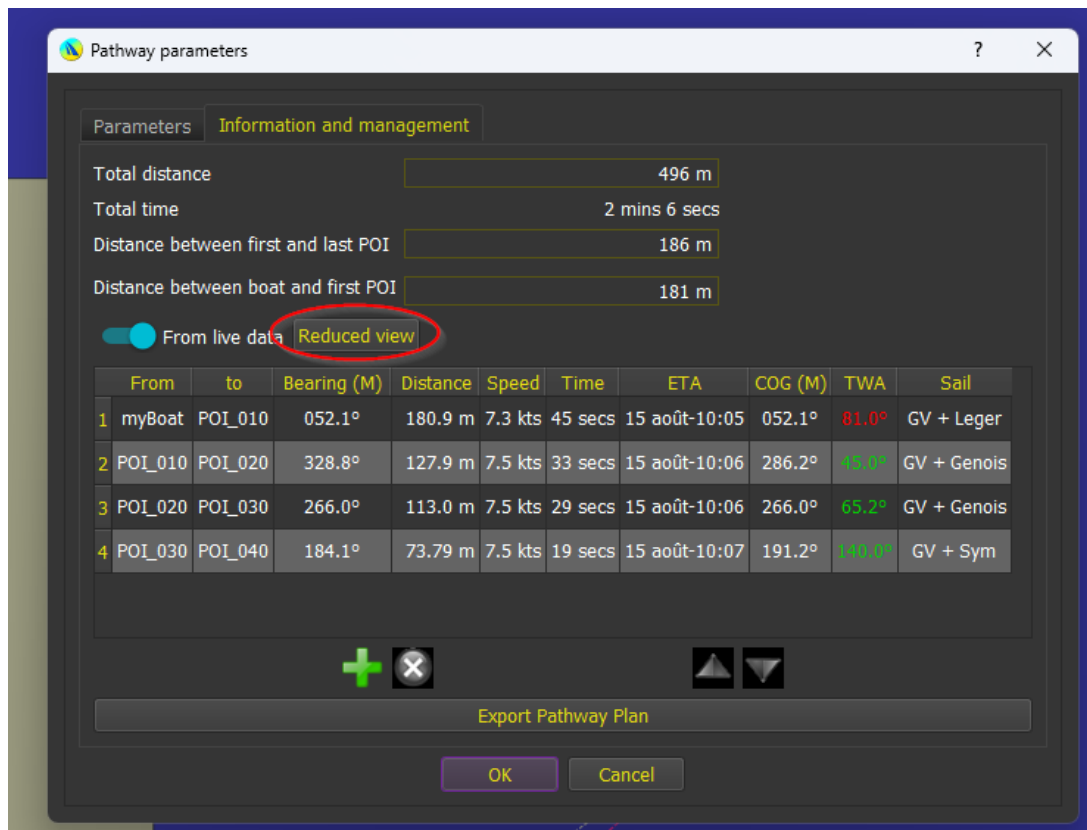 Pathway parameters ?
Parameters Information and management
Total distance 496 m
Total time 2 mins 6 secs
Distance between first and last POI 186 m
Distance between boat and first POI 181 m
From live data Reduced view
From to Bearing (M) Distance Speed Time ETA COG (M) TWA Sail
1 myBoat POI_010 052.1° 180.9 m 7.3 kts 45 secs 15 août-10:05 052.1° 81.0° GV + Leger
2 POI_010 POI_020 328.8° 127.9 m 7.5 kts 33 secs 15 août-10:06 286.2° 45.0° GV + Genois
3 POI_020 POI_030 266.0° 113.0 m 7.5 kts 29 secs 15 août-10:06 266.0° 65.2° GV + Genois
4 POI_030 POI_040 184.1° 73.79 m 7.5 kts 19 secs 15 août-10:07 191.2° 140.0° GV + Sym
Export Pathway Plan
OK Cancel